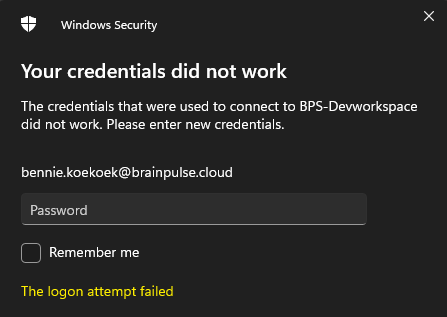 Windows Security
Your credentials did not work
The credentials that were used to connect to BPS-Devworkspace
did not work. Please enter new credentials.
bennie.koekoek@brainpulse.cloud
Password
Remember me
The logon attempt failed